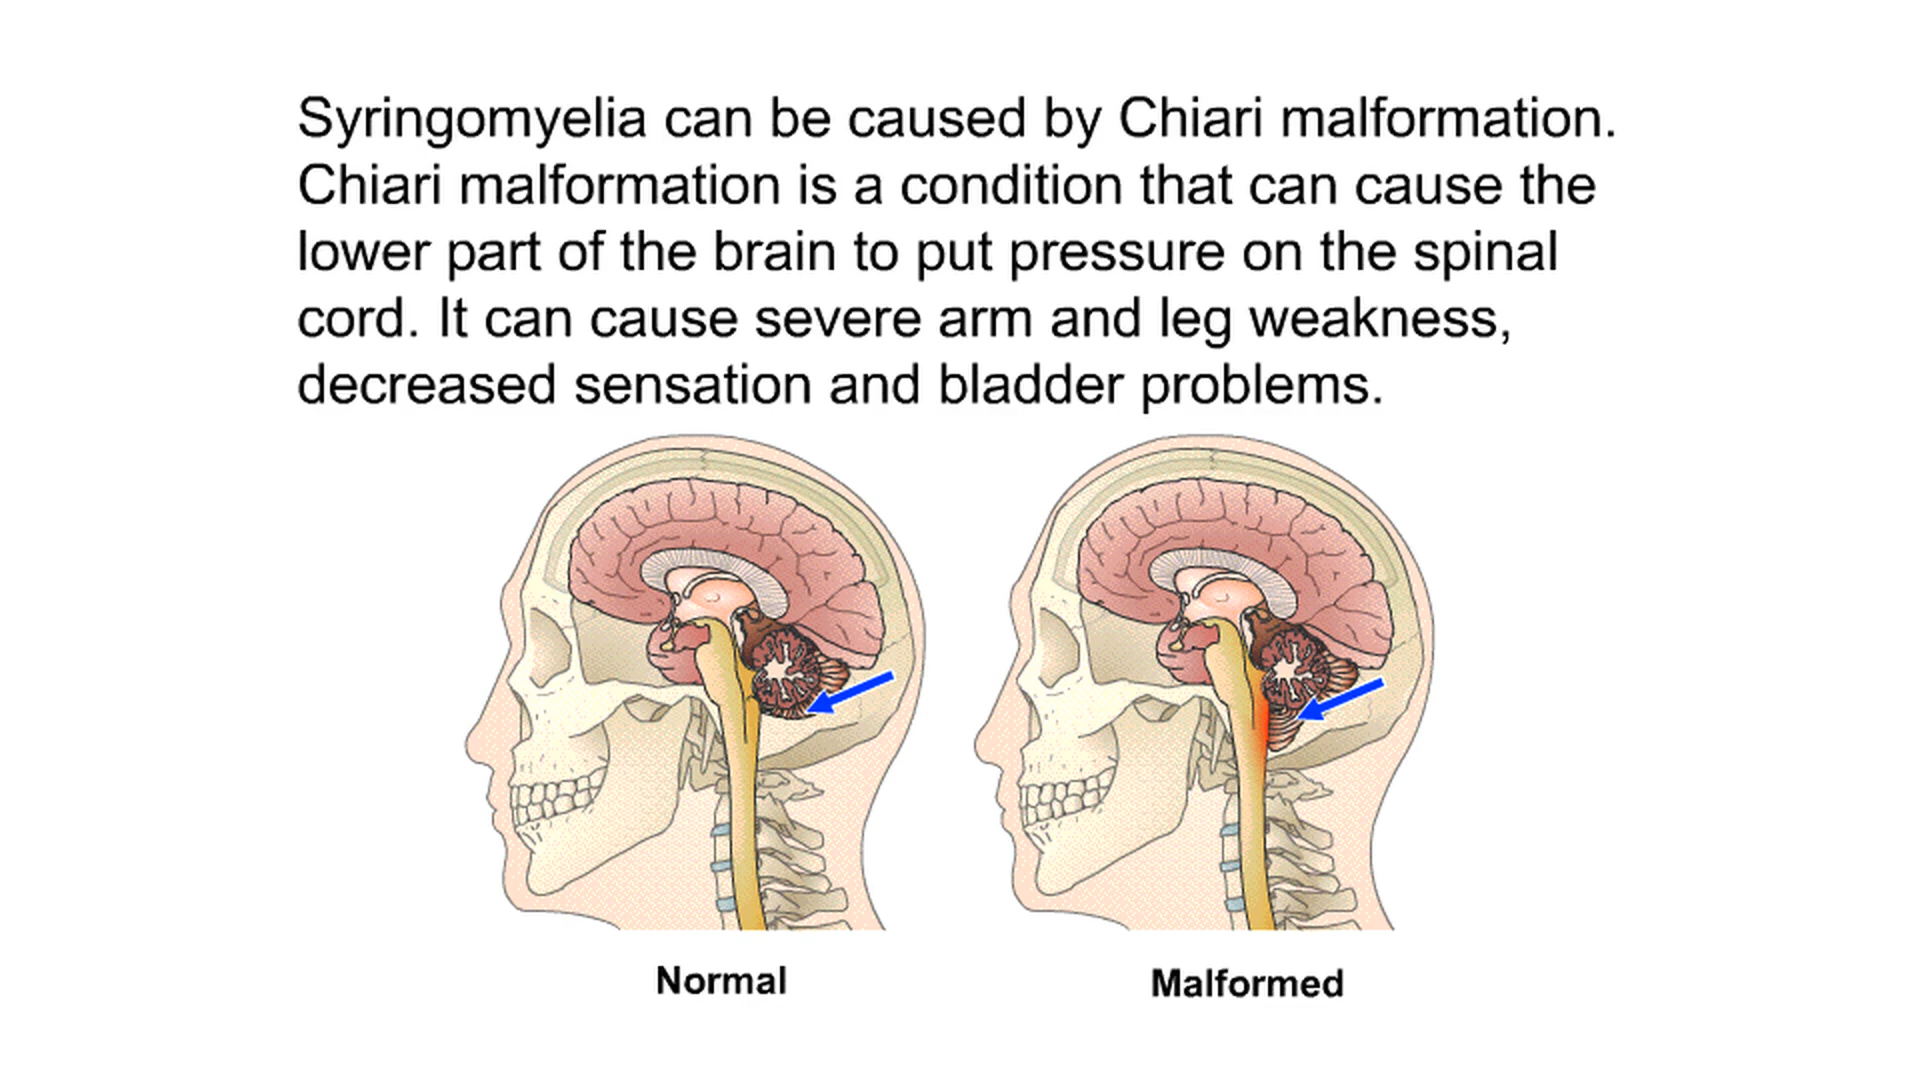 Syringomyelia can be caused by Chiari malformation.
Chiari malformation is a condition that can cause the
lower part of the brain to put pressure on the spinal
cord. It can cause severe arm and leg weakness,
decreased sensation and bladder problems.
Normal
Malformed